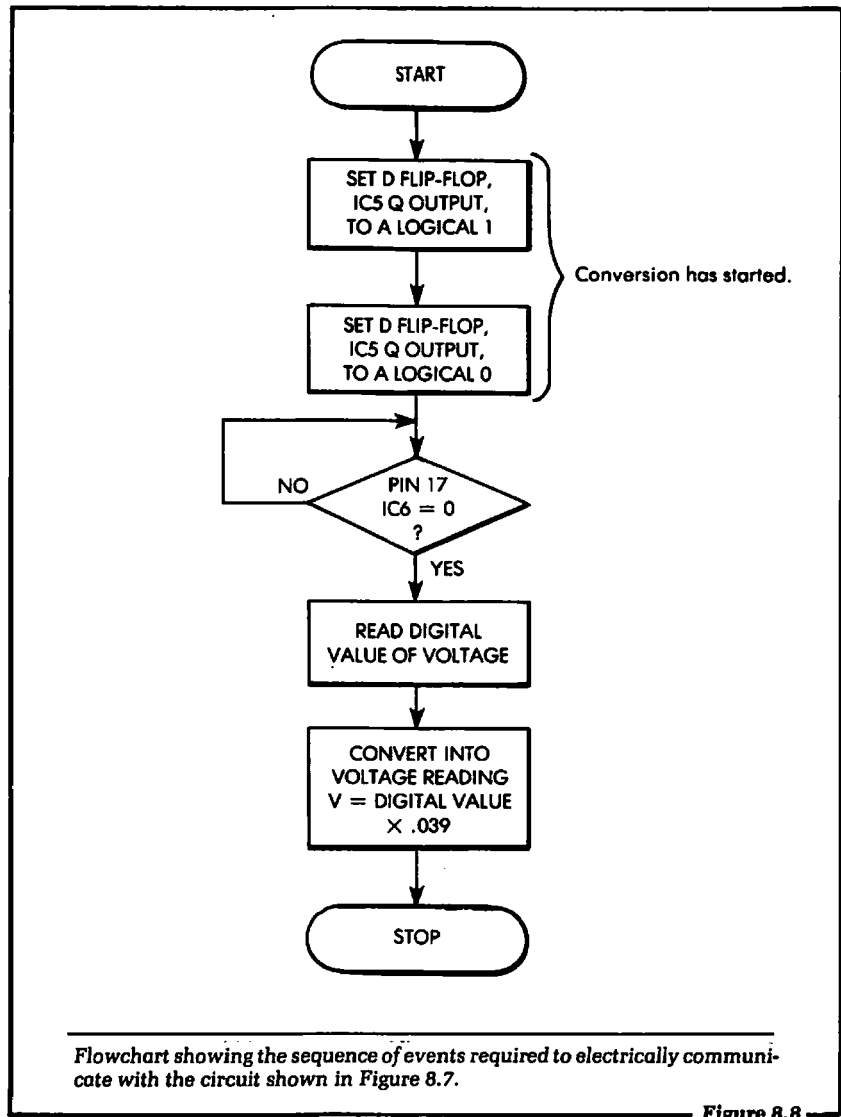 START
SET D FLIP-FLOP,
IC5 Q OUTPUT,
TO A LOGICAL 1
Conversion has started.
SET D FLIP-FLOP,
IC5 Q OUTPUT,
TO A LOGICAL 0
NO
PIN 17
IC6 = 0
?
YES
READ DIGITAL
VALUE OF VOLTAGE
CONVERT INTO
VOLTAGE READING
V = DIGITAL VALUE
× .039
STOP
Flowchart showing the sequence of events required to electrically communi-
cate with the circuit shown in Figure 8.7.
Figure 8.8